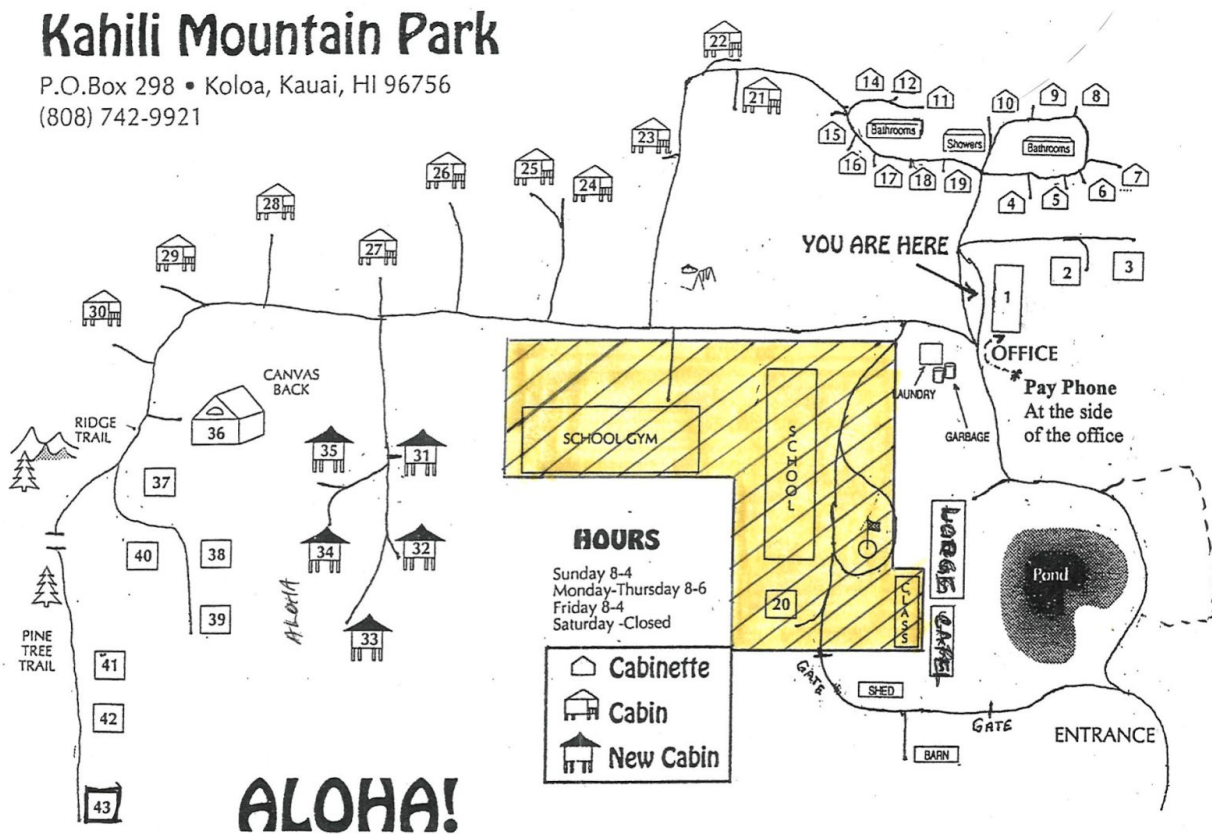 Kahili Mountain Park
P.O.Box 298 • Koloa, Kauai, HI 96756
(808) 742-9921
22
21
14
12
11
10
9
8
15
Bathrooms
Showers
Bathrooms
16
17
18
19
4
5
6
7
23
26
25
24
28
27
29
30
YOU ARE HERE
1
2
3
OFFICE
Pay Phone
At the side
of the office
LAUNDRY
GARBAGE
CANVAS
BACK
36
RIDGE
TRAIL
35
31
34
32
33
37
40
38
39
ALOHA
PINE
TREE
TRAIL
41
42
43
SCHOOL GYM
SCHOOL
20
CLASS
Pond
HOURS
Sunday 8-4
Monday-Thursday 8-6
Friday 8-4
Saturday -Closed
Cabinette
Cabin
New Cabin
GATE
SHED
BARN
GATE
ENTRANCE
ALOHA!